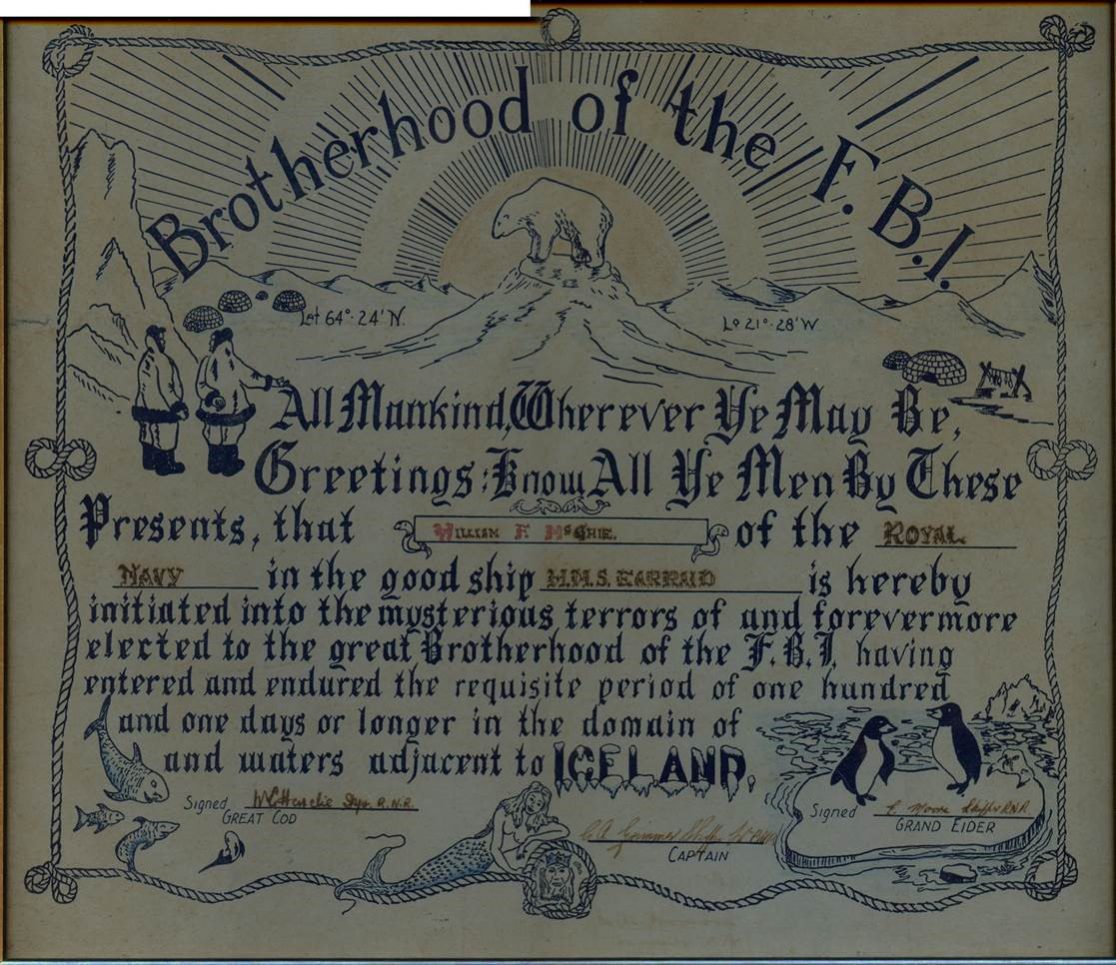 Brotherhood of the F.B.I.
Lat 64°·24'N.
Lo 21°·28'W
All Mankind, Wherever Ye May Be,
Greetings: Know All Ye Men By These
Presents, that WILLIAM F. McGHIE. of the ROYAL
NAVY in the good ship H.M.S. EARRAID is hereby
initiated into the mysterious terrors of and forevermore
elected to the great Brotherhood of the F.B.I. having
entered and endured the requisite period of one hundred
and one days or longer in the domain of
and waters adjacent to ICELAND.
Signed
GREAT COD
CAPTAIN
Signed E. Moore Skipper RNR
GRAND EIDER